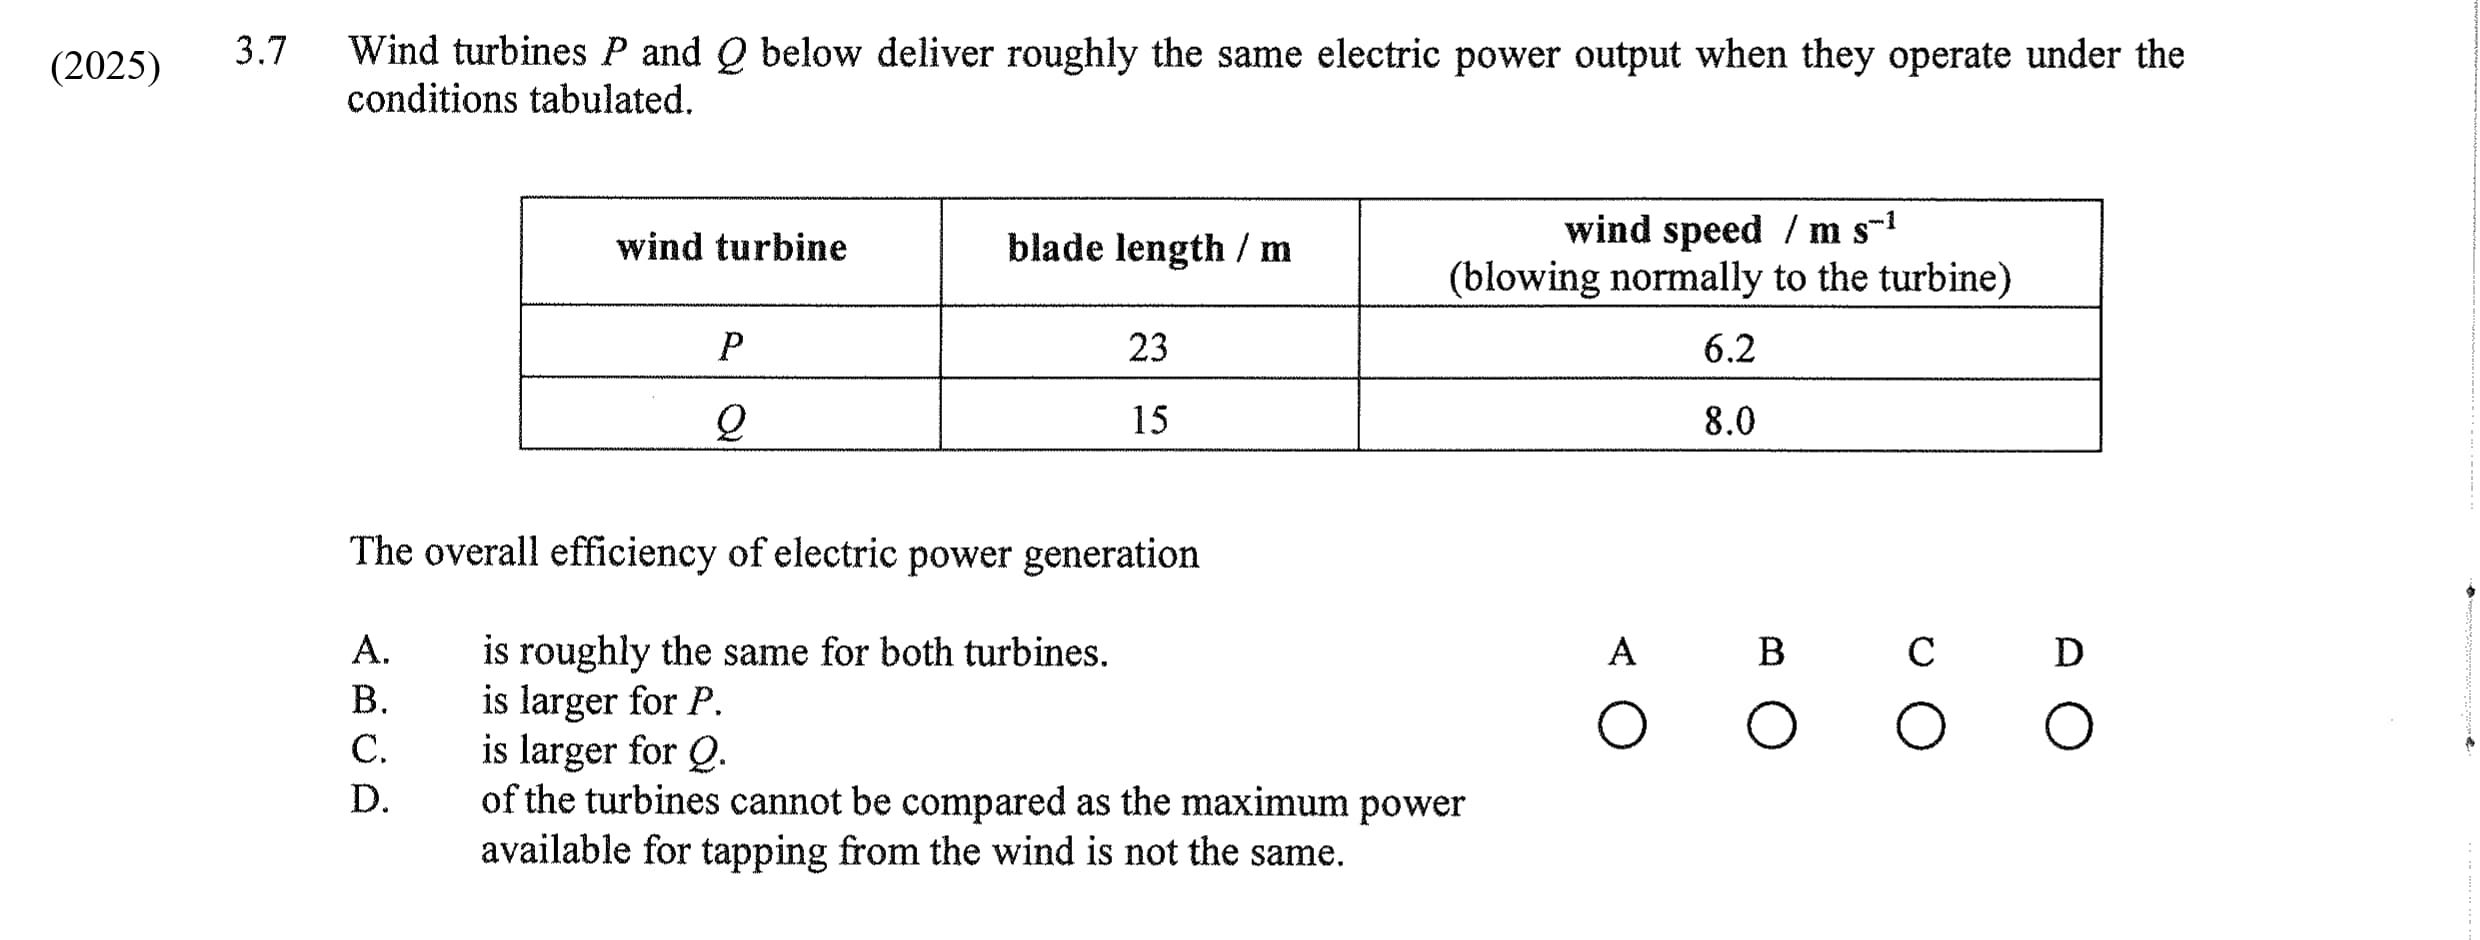 (2025) 3.7 Wind turbines P and Q below deliver roughly the same electric power output when they operate under the
conditions tabulated.
wind turbine blade length / m wind speed / m s⁻¹
(blowing normally to the turbine)
P 23 6.2
Q 15 8.0
The overall efficiency of electric power generation
A. is roughly the same for both turbines. A B C D
B. is larger for P.
C. is larger for Q.
D. of the turbines cannot be compared as the maximum power
available for tapping from the wind is not the same.